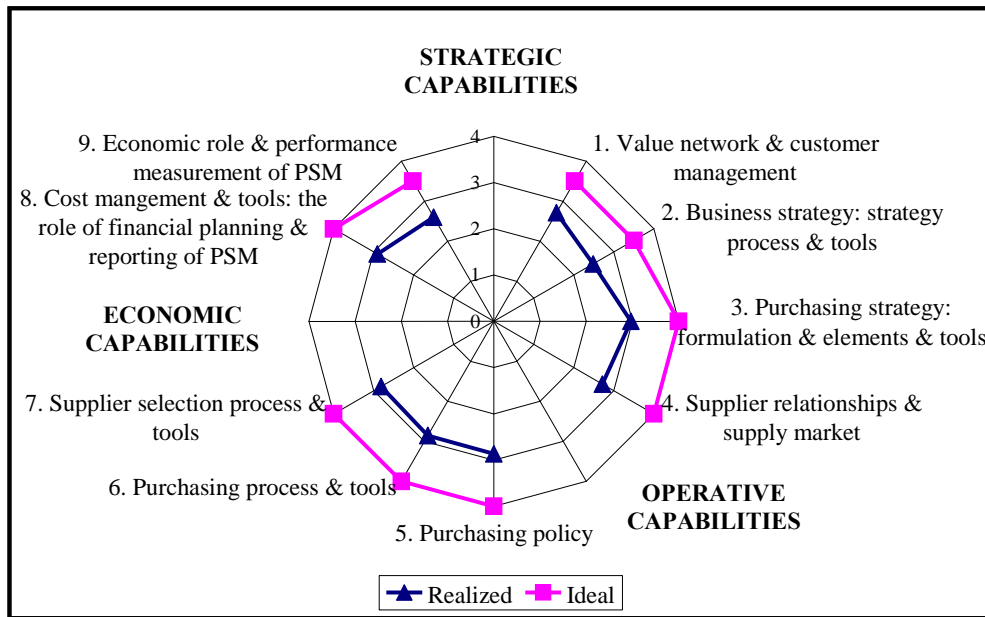 STRATEGIC
CAPABILITIES
9. Economic role & performance
measurement of PSM
8. Cost mangement & tools: the
role of financial planning &
reporting of PSM
4
3
2
1
0
1. Value network & customer
management
2. Business strategy: strategy
process & tools
3. Purchasing strategy:
formulation & elements & tools
ECONOMIC
CAPABILITIES
7. Supplier selection process &
tools
4. Supplier relationships &
supply market
6. Purchasing process & tools
OPERATIVE
CAPABILITIES
5. Purchasing policy
Realized
Ideal